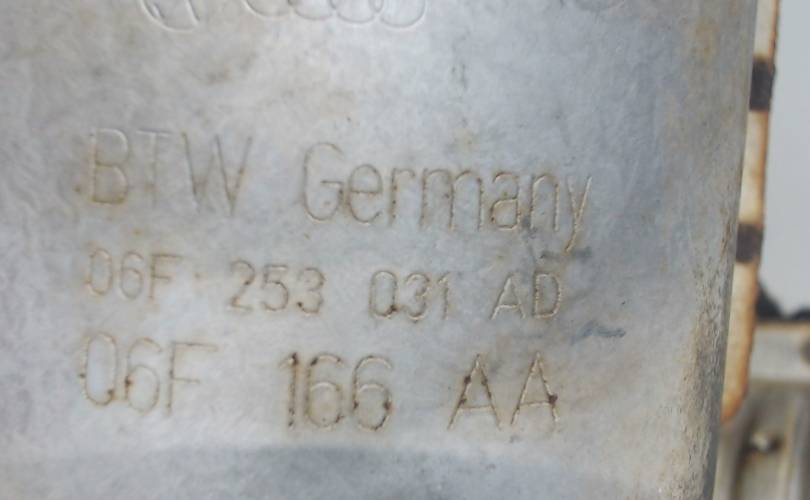 BTW Germany
06F 253 031 AD
06F 166 AA